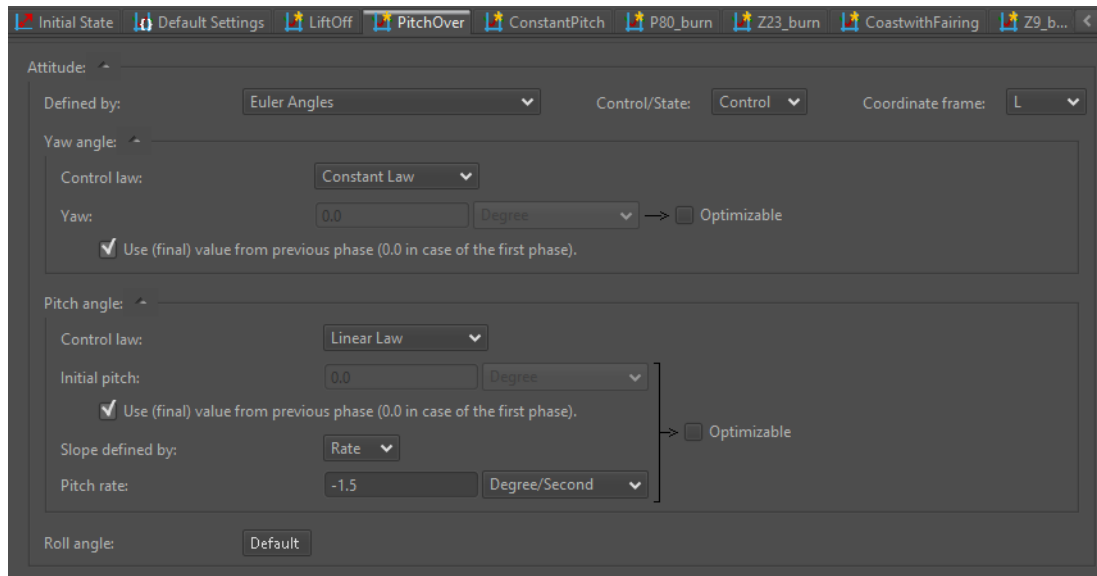 Initial State Default Settings LiftOff PitchOver ConstantPitch P80_burn Z23_burn CoastwithFairing Z9_b...
Attitude:
Defined by: Euler Angles Control/State: Control Coordinate frame: L
Yaw angle:
Control law: Constant Law
Yaw: 0.0 Degree Optimizable
Use (final) value from previous phase (0.0 in case of the first phase).
Pitch angle:
Control law: Linear Law
Initial pitch: 0.0 Degree
Use (final) value from previous phase (0.0 in case of the first phase).
Optimizable
Slope defined by: Rate
Pitch rate: -1.5 Degree/Second
Roll angle: Default